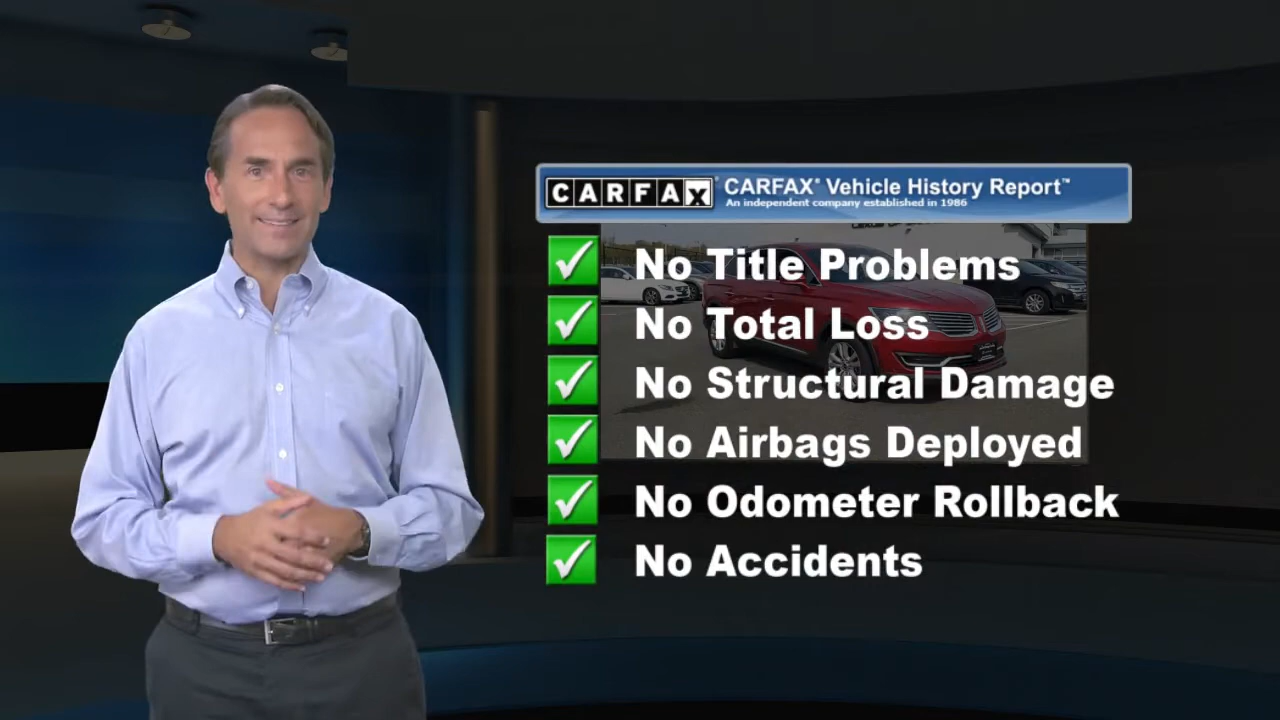 CARFAX
CARFAX® Vehicle History Report™
An independent company established in 1986
No Title Problems
No Total Loss
No Structural Damage
No Airbags Deployed
No Odometer Rollback
No Accidents